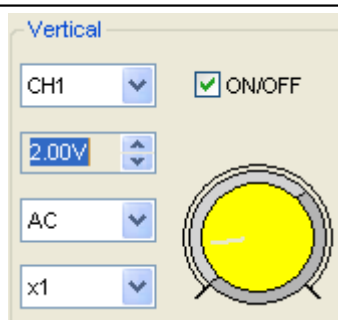 Vertical
CH1
ON/OFF
2.00V
AC
x1